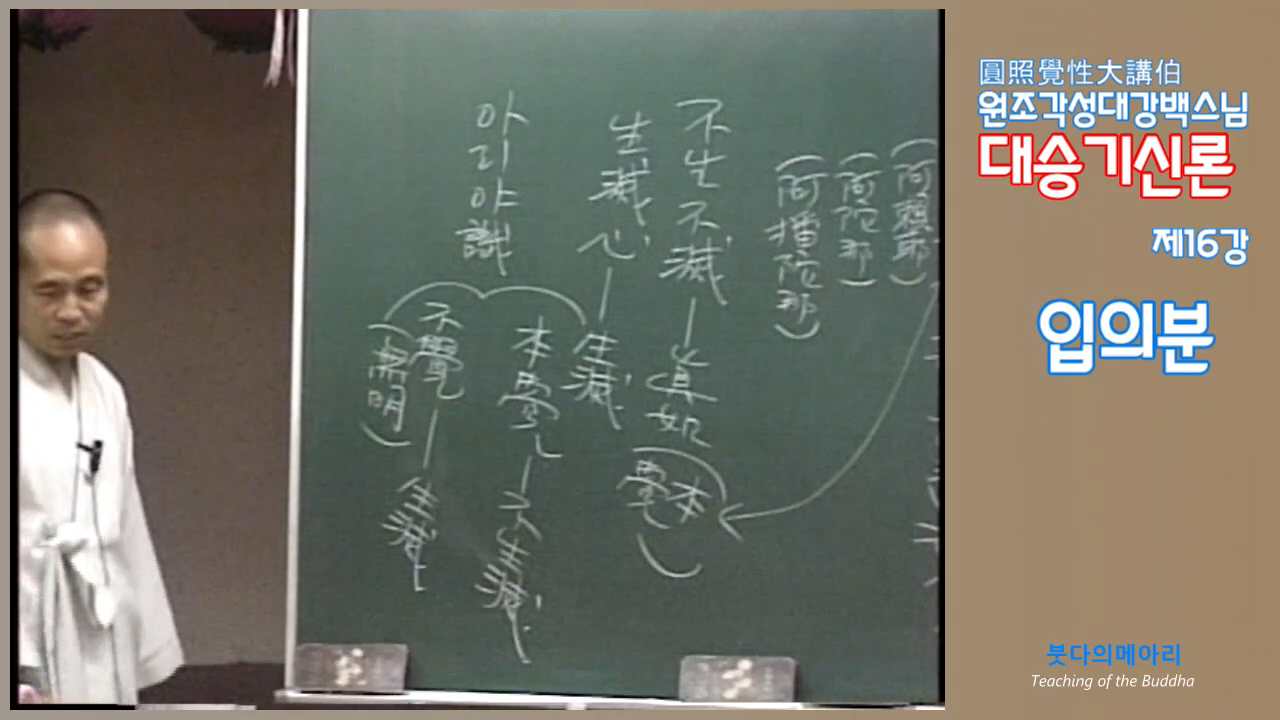 (阿賴耶)
(阿陀那)
(阿播陀那)
不生不滅 — 眞如
(本覺)
生滅心 — 生滅
아리야識
本覺 — 不生滅
不覺 — 生滅
(無明)
圓照覺性大講伯
원조각성대강백스님
대승기신론
제16강
입의분
붓다의메아리
Teaching of the Buddha